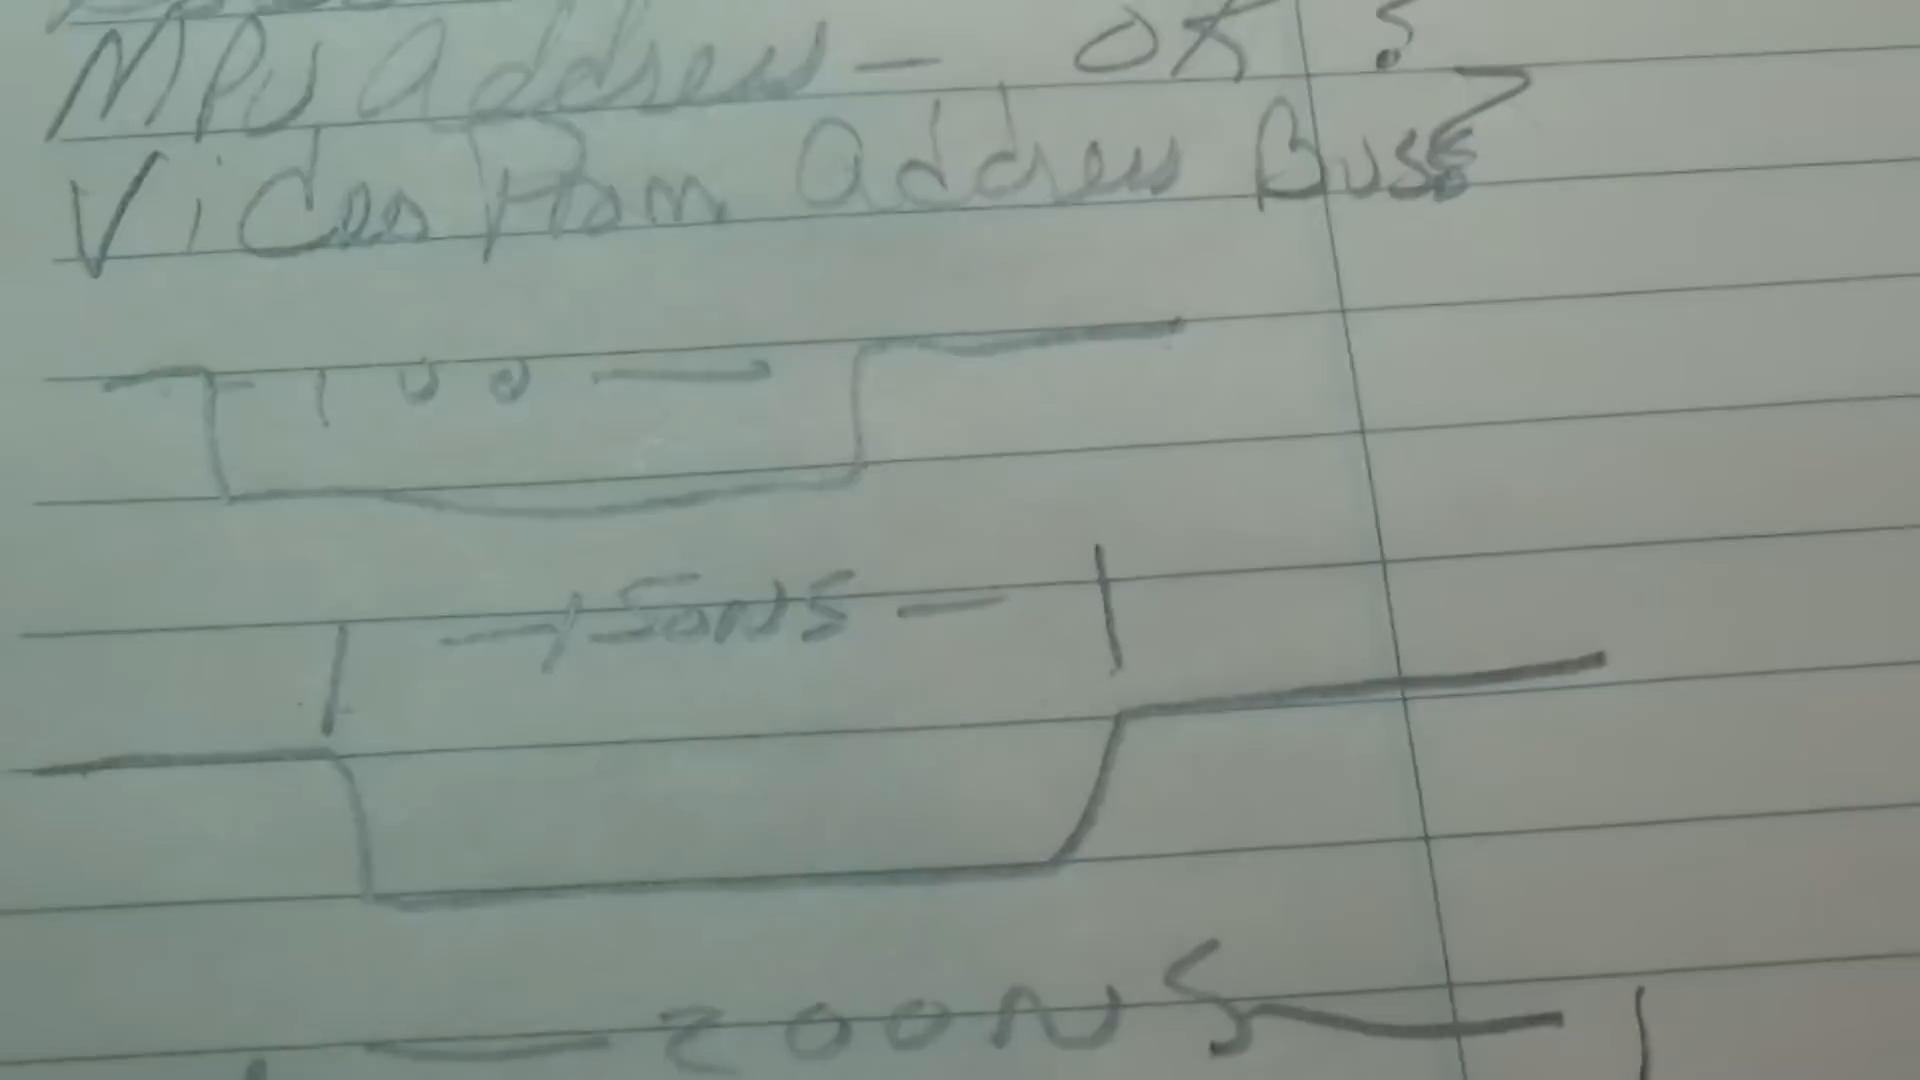 MPU Address - OK ?
Video Ram Address Buss
- 100 -
- 150NS -
- 200NS -